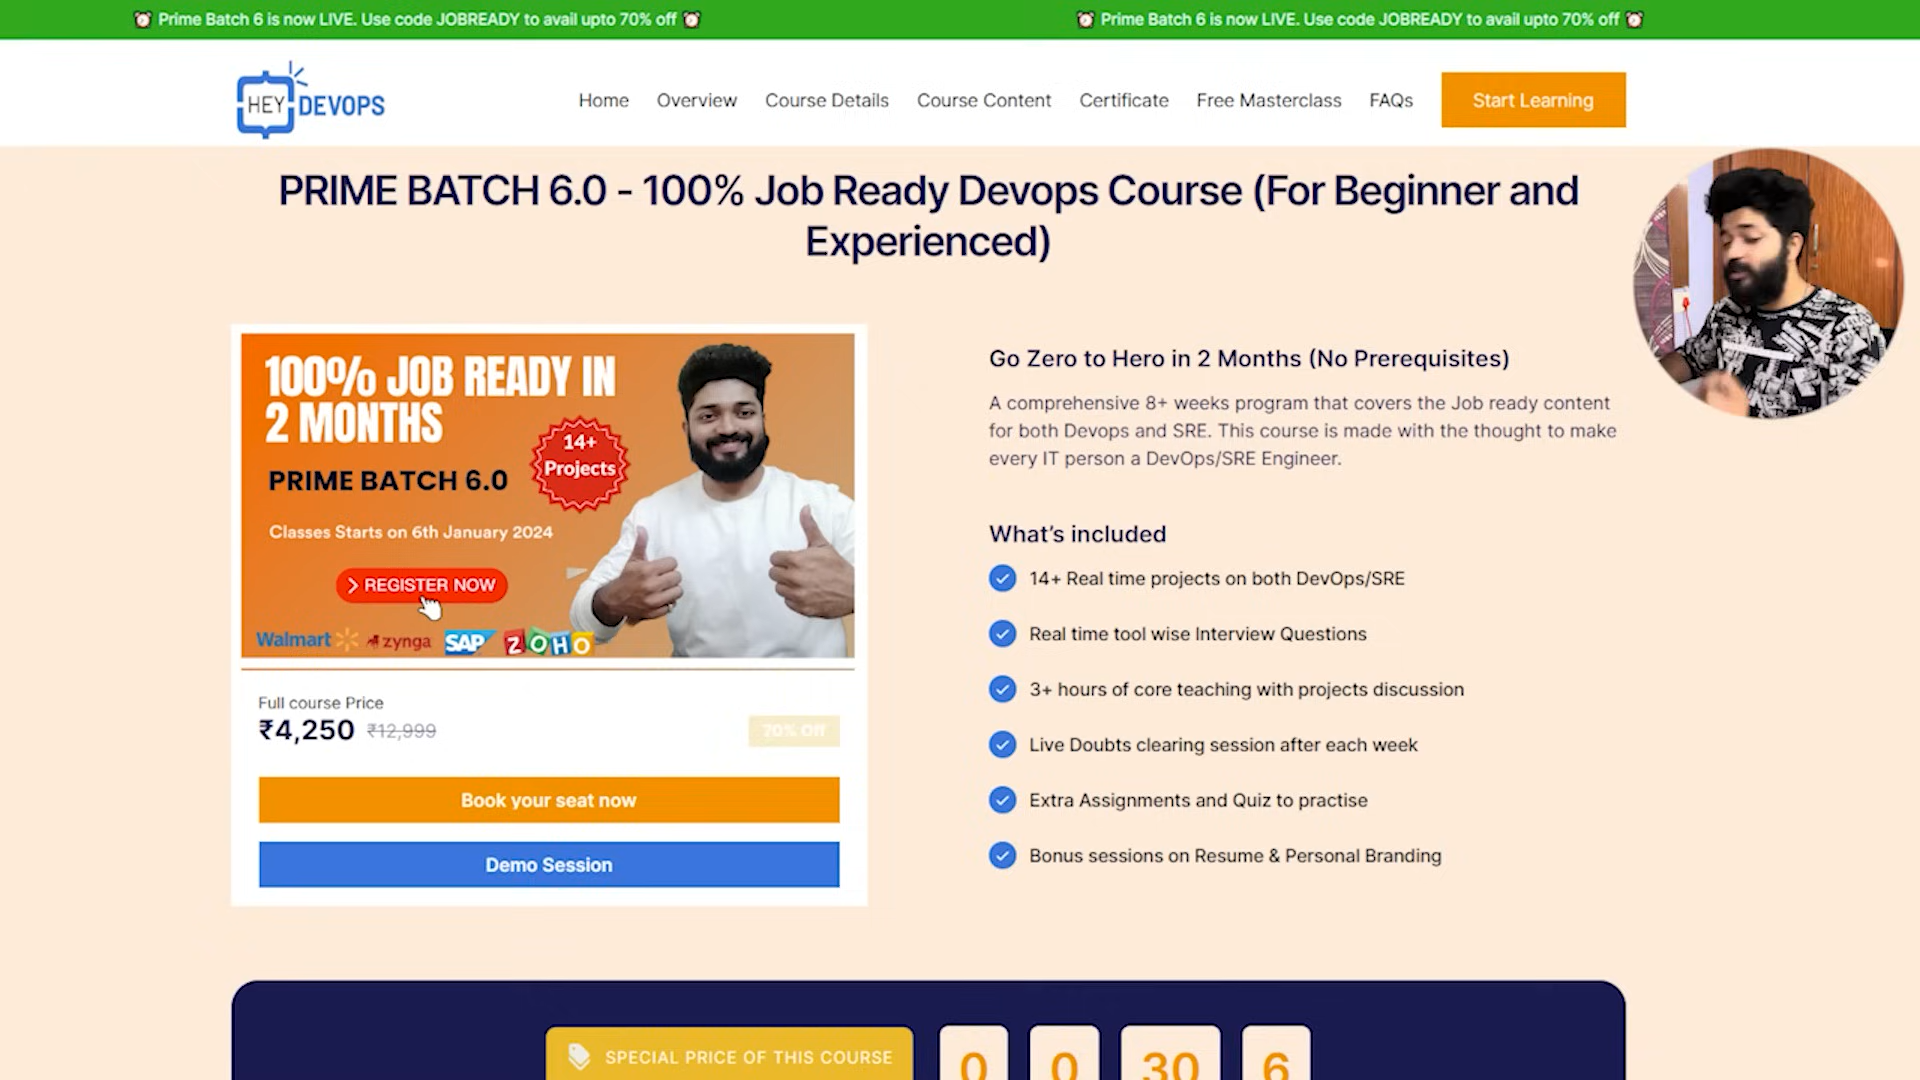 Prime Batch 6 is now LIVE. Use code JOBREADY to avail upto 70% off
Prime Batch 6 is now LIVE. Use code JOBREADY to avail upto 70% off
HEY DEVOPS
Home
Overview
Course Details
Course Content
Certificate
Free Masterclass
FAQs
Start Learning
PRIME BATCH 6.0 - 100% Job Ready Devops Course (For Beginner and
Experienced)
100% JOB READY IN
2 MONTHS
14+
Projects
PRIME BATCH 6.0
Classes Starts on 6th January 2024
> REGISTER NOW
Walmart
zynga
SAP
ZOHO
Full course Price
₹4,250 ₹12,999
70% Off
Book your seat now
Demo Session
Go Zero to Hero in 2 Months (No Prerequisites)
A comprehensive 8+ weeks program that covers the Job ready content
for both Devops and SRE. This course is made with the thought to make
every IT person a DevOps/SRE Engineer.
What's included
14+ Real time projects on both DevOps/SRE
Real time tool wise Interview Questions
3+ hours of core teaching with projects discussion
Live Doubts clearing session after each week
Extra Assignments and Quiz to practise
Bonus sessions on Resume & Personal Branding
SPECIAL PRICE OF THIS COURSE
0 0 30 6